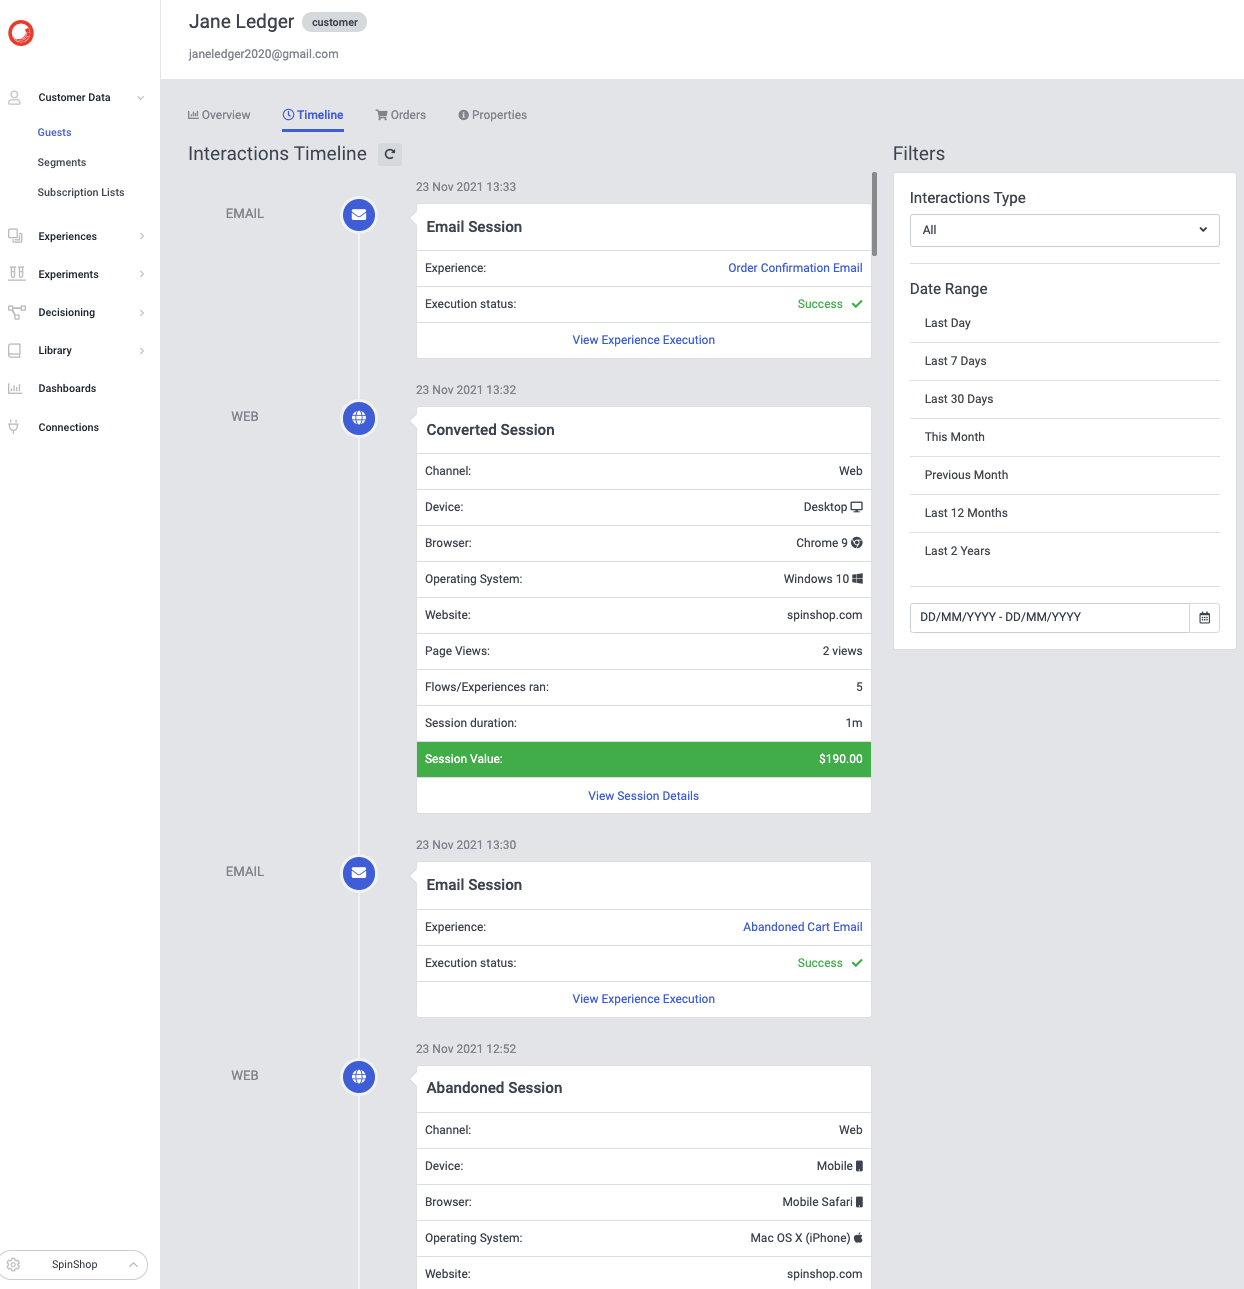 Jane Ledger customer
janeledger2020@gmail.com
Customer Data
Guests
Segments
Subscription Lists
Experiences
Experiments
Decisioning
Library
Dashboards
Connections
SpinShop
Overview Timeline Orders Properties
Interactions Timeline
23 Nov 2021 13:33
EMAIL
Email Session
Experience: Order Confirmation Email
Execution status: Success
View Experience Execution
23 Nov 2021 13:32
WEB
Converted Session
Channel: Web
Device: Desktop
Browser: Chrome 9
Operating System: Windows 10
Website: spinshop.com
Page Views: 2 views
Flows/Experiences ran: 5
Session duration: 1m
Session Value: $190.00
View Session Details
23 Nov 2021 13:30
EMAIL
Email Session
Experience: Abandoned Cart Email
Execution status: Success
View Experience Execution
23 Nov 2021 12:52
WEB
Abandoned Session
Channel: Web
Device: Mobile
Browser: Mobile Safari
Operating System: Mac OS X (iPhone)
Website: spinshop.com
Filters
Interactions Type
All
Date Range
Last Day
Last 7 Days
Last 30 Days
This Month
Previous Month
Last 12 Months
Last 2 Years
DD/MM/YYYY - DD/MM/YYYY